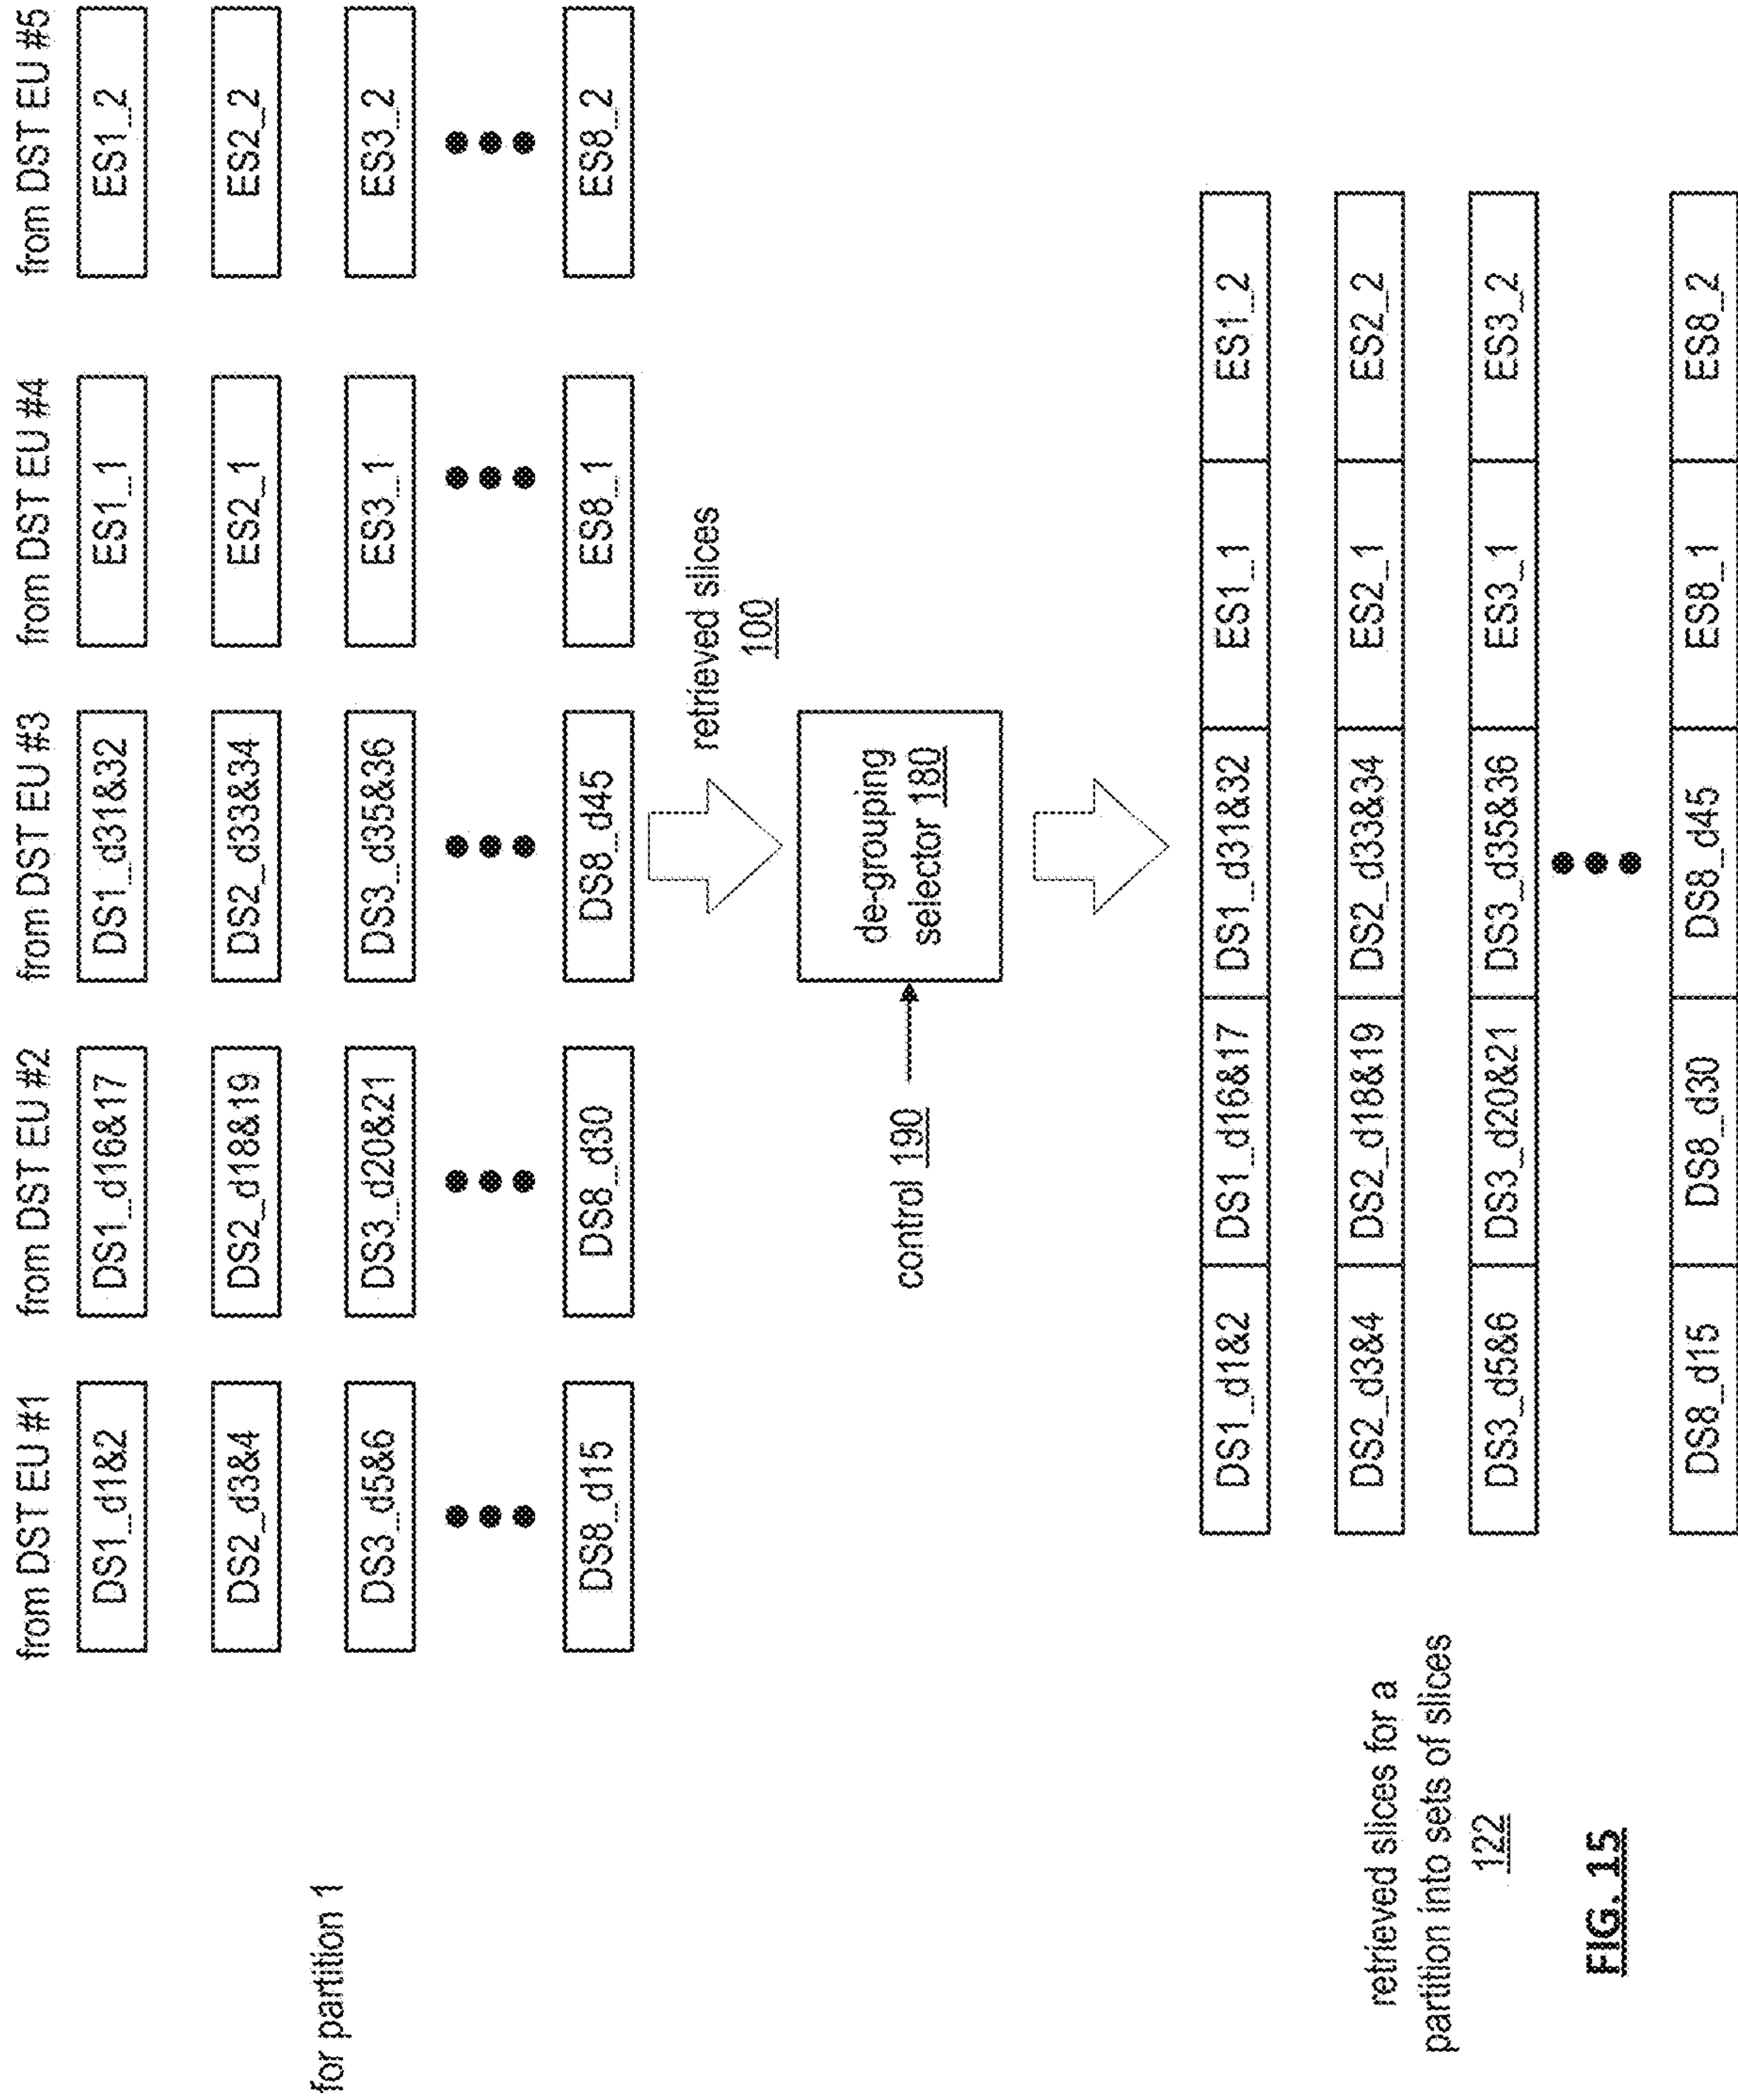 from DST EU #1
from DST EU #2
from DST EU #3
from DST EU #4
from DST EU #5
DS1_d1&2
DS1_d16&17
DS1_d31&32
ES1_1
ES1_2
DS2_d3&4
DS2_d18&19
DS2_d33&34
ES2_1
ES2_2
for partition 1
DS3_d5&6
DS3_d20&21
DS3_d35&36
ES3_1
ES3_2
DS8_d15
DS8_d30
DS8_d45
ES8_1
ES8_2
retrieved slices
100
control 190
de-grouping
selector 180
DS1_d1&2
DS1_d16&17
DS1_d31&32
ES1_1
ES1_2
DS2_d3&4
DS2_d18&19
DS2_d33&34
ES2_1
ES2_2
DS3_d5&6
DS3_d20&21
DS3_d35&36
ES3_1
ES3_2
DS8_d15
DS8_d30
DS8_d45
ES8_1
ES8_2
retrieved slices for a
partition into sets of slices
122
FIG. 15